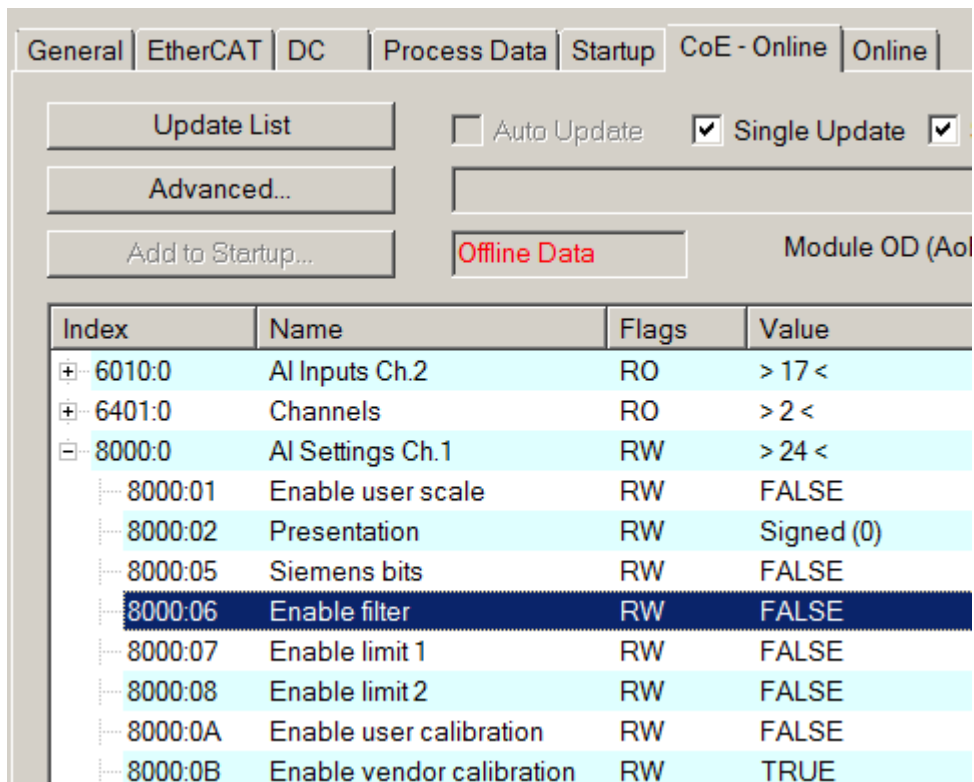 General EtherCAT DC Process Data Startup CoE - Online Online
Update List Auto Update Single Update
Advanced...
Add to Startup... Offline Data Module OD (AoE
Index Name Flags Value
6010:0 AI Inputs Ch.2 RO > 17 <
6401:0 Channels RO > 2 <
8000:0 AI Settings Ch.1 RW > 24 <
8000:01 Enable user scale RW FALSE
8000:02 Presentation RW Signed (0)
8000:05 Siemens bits RW FALSE
8000:06 Enable filter RW FALSE
8000:07 Enable limit 1 RW FALSE
8000:08 Enable limit 2 RW FALSE
8000:0A Enable user calibration RW FALSE
8000:0B Enable vendor calibration RW TRUE